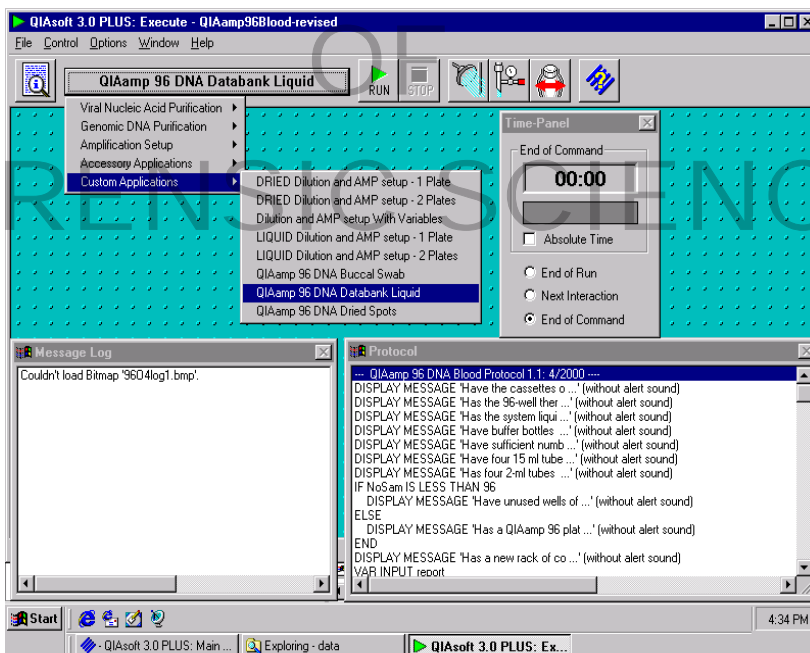 QIAsoft 3.0 PLUS: Execute - QIAamp96Blood-revised
File Control Options Window Help
OF
QIAamp 96 DNA Databank Liquid
RUN STOP
Viral Nucleic Acid Purification
Genomic DNA Purification
Amplification Setup
Accessory Applications
Custom Applications
DRIED Dilution and AMP setup - 1 Plate
DRIED Dilution and AMP setup - 2 Plates
Dilution and AMP setup With Variables
LIQUID Dilution and AMP setup - 1 Plate
LIQUID Dilution and AMP setup - 2 Plates
QIAamp 96 DNA Buccal Swab
QIAamp 96 DNA Databank Liquid
QIAamp 96 DNA Dried Spots
RENSIC SCIENC
Time-Panel
End of Command
00:00
Absolute Time
End of Run
Next Interaction
End of Command
Message Log
Couldn't load Bitmap '9604log1.bmp'.
Protocol
--- QIAamp 96 DNA Blood Protocol 1.1: 4/2000 ----
DISPLAY MESSAGE 'Have the cassettes o ...' (without alert sound)
DISPLAY MESSAGE 'Has the 96-well ther ...' (without alert sound)
DISPLAY MESSAGE 'Has the system liqui ...' (without alert sound)
DISPLAY MESSAGE 'Have buffer bottles ...' (without alert sound)
DISPLAY MESSAGE 'Have sufficient numb ...' (without alert sound)
DISPLAY MESSAGE 'Have four 15 ml tube ...' (without alert sound)
DISPLAY MESSAGE 'Has four 2-ml tubes ...' (without alert sound)
IF NoSam IS LESS THAN 96
DISPLAY MESSAGE 'Have unused wells of ...' (without alert sound)
ELSE
DISPLAY MESSAGE 'Has a QIAamp 96 plat ...' (without alert sound)
END
DISPLAY MESSAGE 'Has a new rack of co ...' (without alert sound)
VAR INPUT report
Start
4:34 PM
- QIAsoft 3.0 PLUS: Main ...
Exploring - data
QIAsoft 3.0 PLUS: Ex...